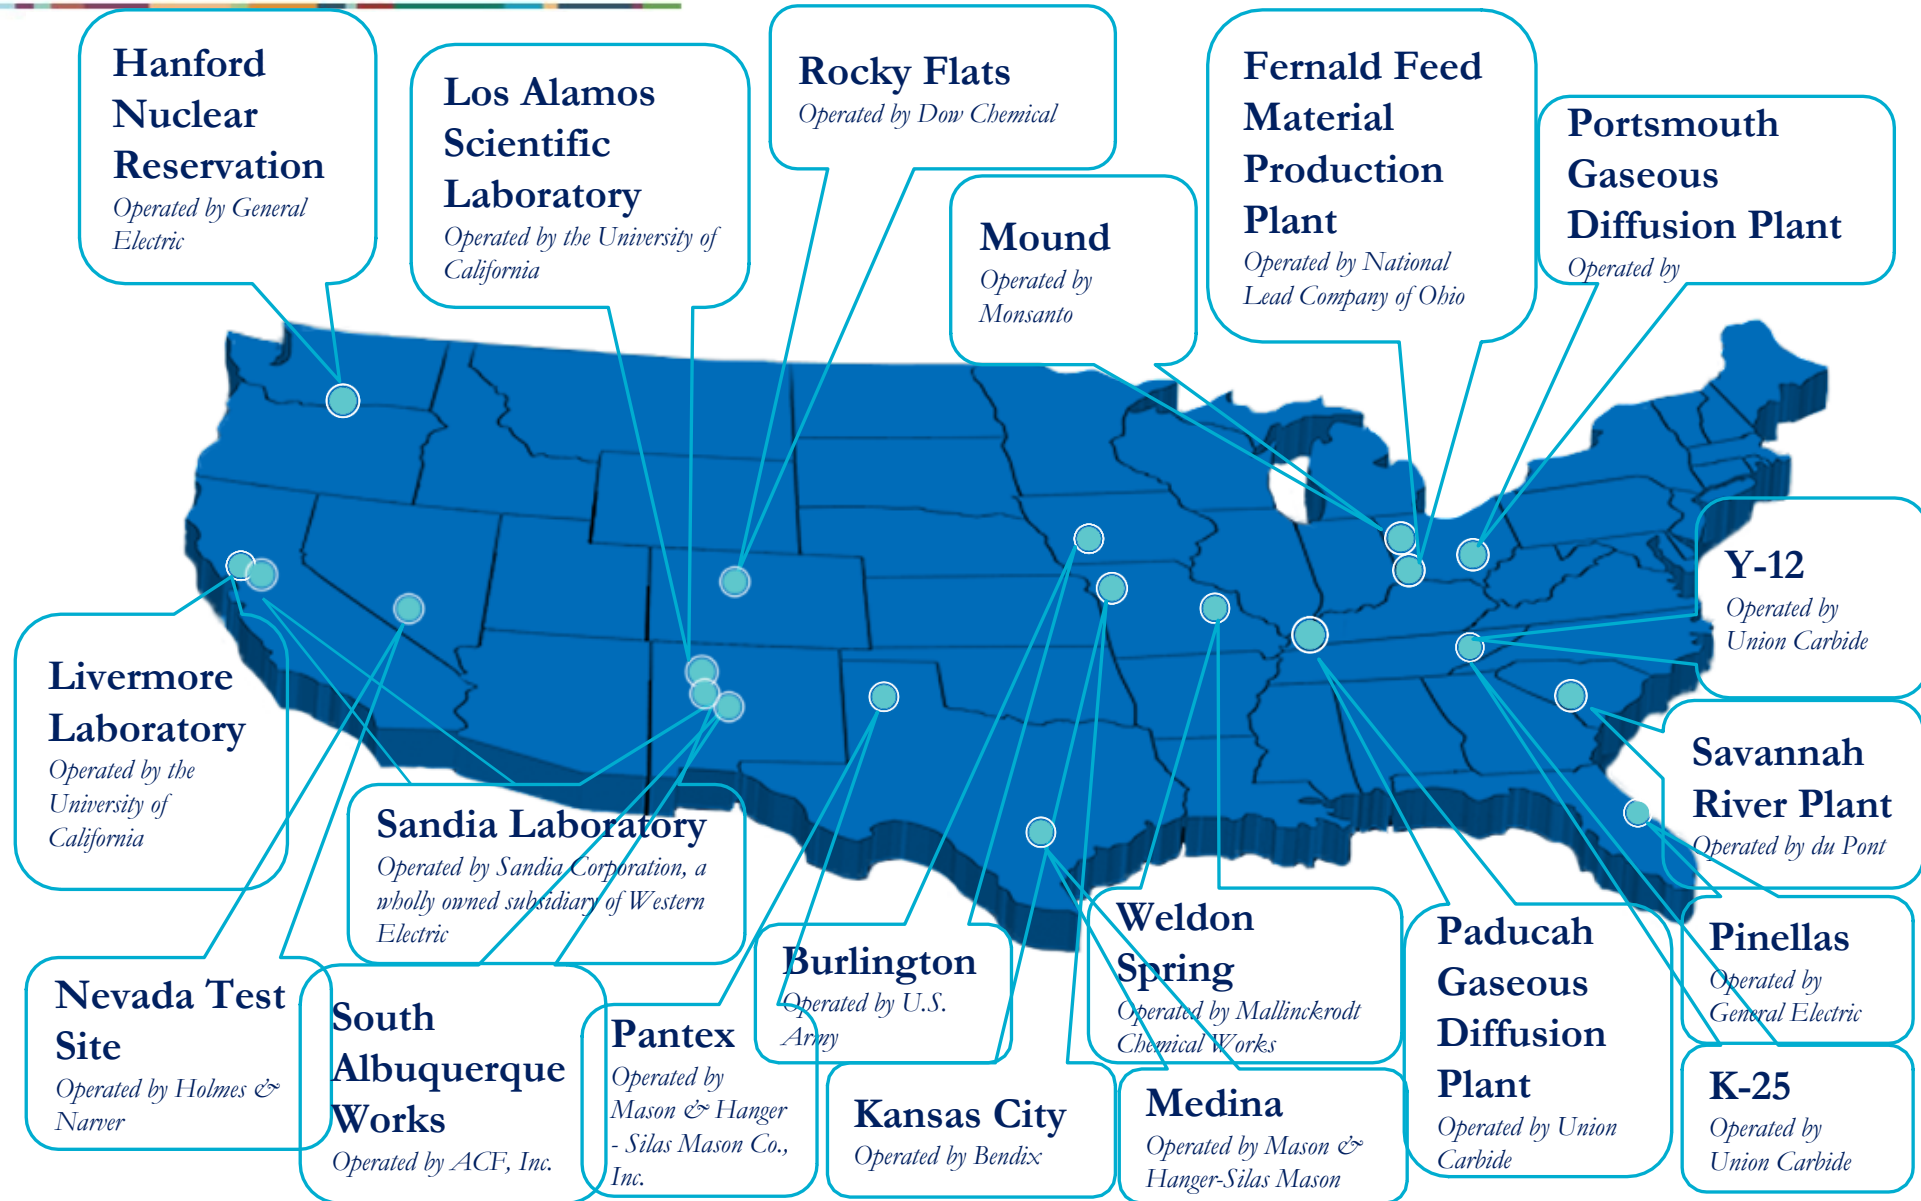 Hanford
Nuclear
Reservation
Operated by General
Electric
Los Alamos
Scientific
Laboratory
Operated by the University of
California
Rocky Flats
Operated by Dow Chemical
Mound
Operated by
Monsanto
Fernald Feed
Material
Production
Plant
Operated by National
Lead Company of Ohio
Portsmouth
Gaseous
Diffusion Plant
Operated by
Y-12
Operated by
Union Carbide
Livermore
Laboratory
Operated by the
University of
California
Sandia Laboratory
Operated by Sandia Corporation, a
wholly owned subsidiary of Western
Electric
Savannah
River Plant
Operated by du Pont
Nevada Test
Site
Operated by Holmes &
Narver
South
Albuquerque
Works
Operated by ACF, Inc.
Pantex
Operated by
Mason & Hanger
- Silas Mason Co.,
Inc.
Burlington
Operated by U.S.
Army
Kansas City
Operated by Bendix
Weldon
Spring
Operated by Mallinckrodt
Chemical Works
Medina
Operated by Mason &
Hanger-Silas Mason
Paducah
Gaseous
Diffusion
Plant
Operated by Union
Carbide
Pinellas
Operated by
General Electric
K-25
Operated by
Union Carbide